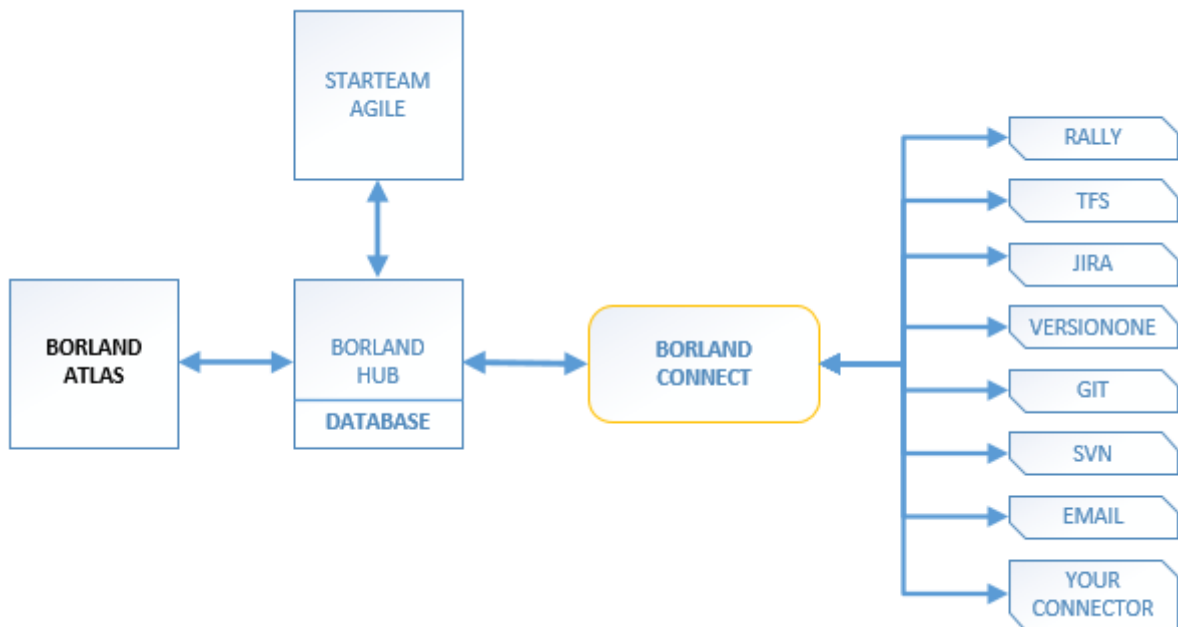 STARTEAM
AGILE
BORLAND
ATLAS
BORLAND
HUB
DATABASE
BORLAND
CONNECT
RALLY
TFS
JIRA
VERSIONONE
GIT
SVN
EMAIL
YOUR
CONNECTOR